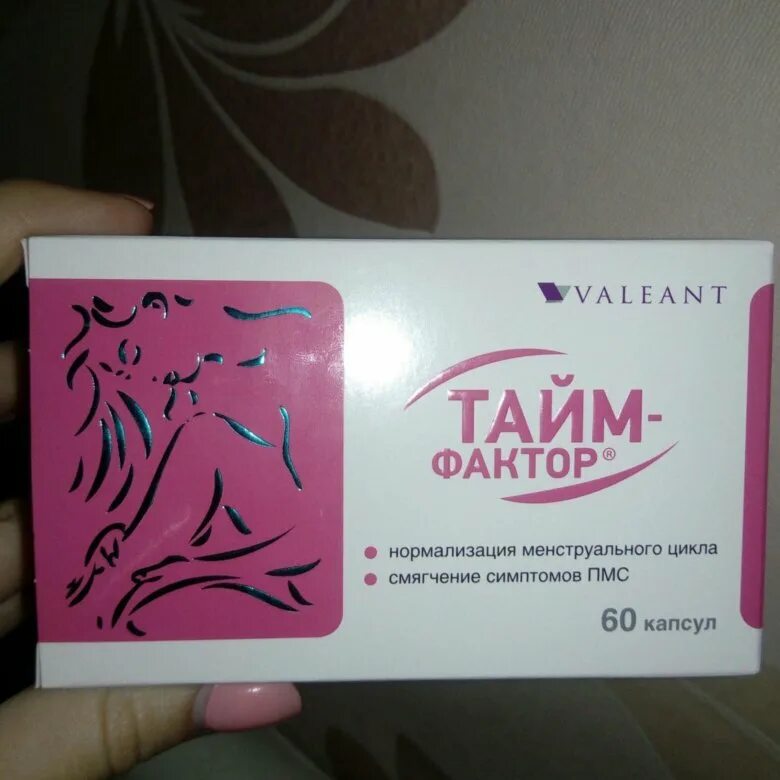 VALEANT
ТАЙМ-
ФАКТОР®
нормализация менструального цикла
смягчение симптомов ПМС
60 капсул